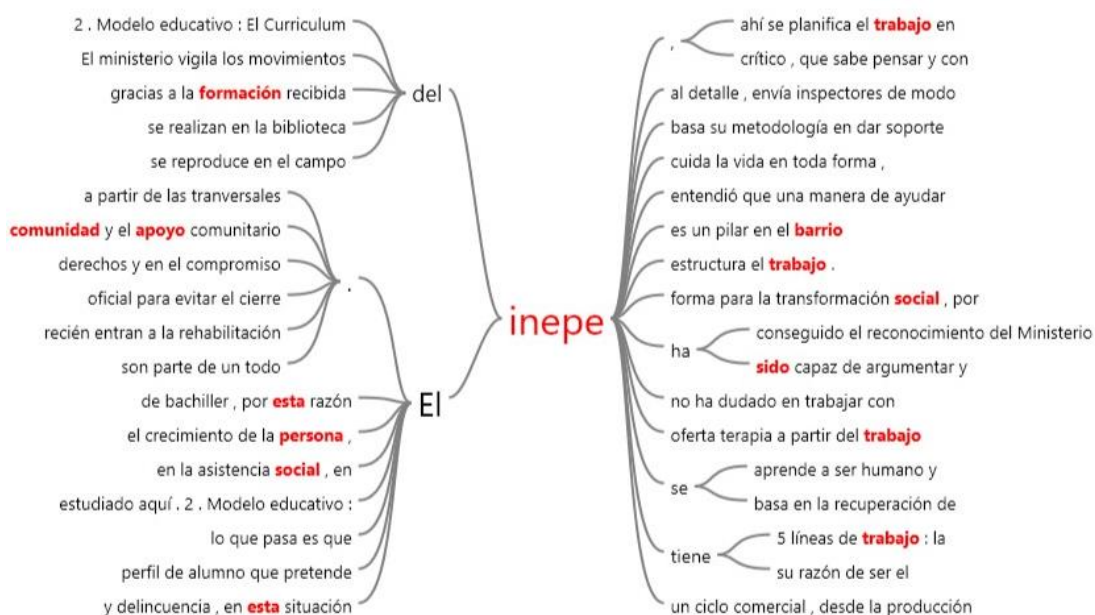 2 . Modelo educativo : El Curriculum
El ministerio vigila los movimientos
gracias a la formación recibida
se realizan en la biblioteca
se reproduce en el campo
del
a partir de las tranversales
comunidad y el apoyo comunitario
derechos y en el compromiso
oficial para evitar el cierre
recién entran a la rehabilitación
son parte de un todo
.
de bachiller , por esta razón
el crecimiento de la persona ,
en la asistencia social , en
estudiado aquí . 2 . Modelo educativo :
lo que pasa es que
perfil de alumno que pretende
y delincuencia , en esta situación
El
inepe
,
ahí se planifica el trabajo en
crítico , que sabe pensar y con
al detalle , envía inspectores de modo
basa su metodología en dar soporte
cuida la vida en toda forma ,
entendió que una manera de ayudar
es un pilar en el barrio
estructura el trabajo .
forma para la transformación social , por
ha
conseguido el reconocimiento del Ministerio
sido capaz de argumentar y
no ha dudado en trabajar con
oferta terapia a partir del trabajo
se
aprende a ser humano y
basa en la recuperación de
tiene
5 líneas de trabajo : la
su razón de ser el
un ciclo comercial , desde la producción